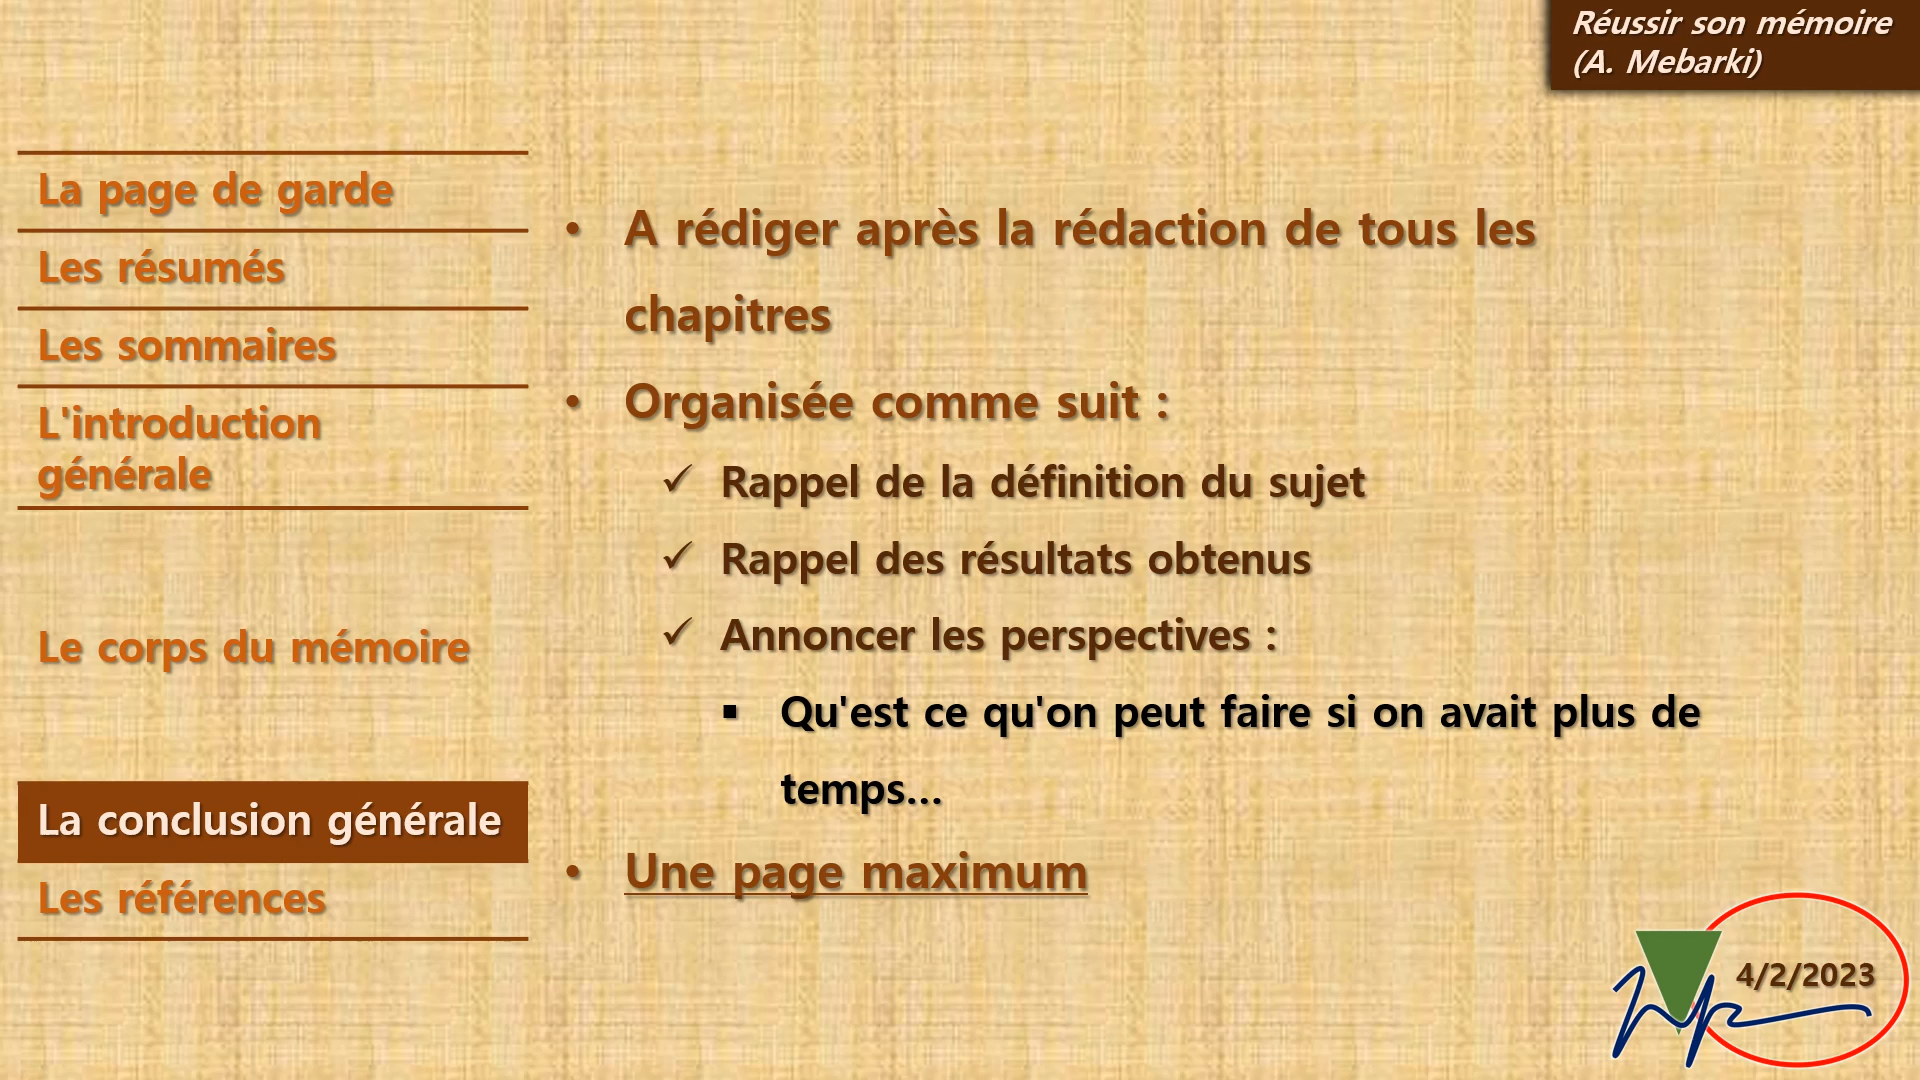 Réussir son mémoire
(A. Mebarki)
La page de garde
Les résumés
Les sommaires
L'introduction
générale
Le corps du mémoire
La conclusion générale
Les références
• A rédiger après la rédaction de tous les
chapitres
• Organisée comme suit :
✓ Rappel de la définition du sujet
✓ Rappel des résultats obtenus
✓ Annoncer les perspectives :
▪ Qu'est ce qu'on peut faire si on avait plus de
temps...
• Une page maximum
4/2/2023